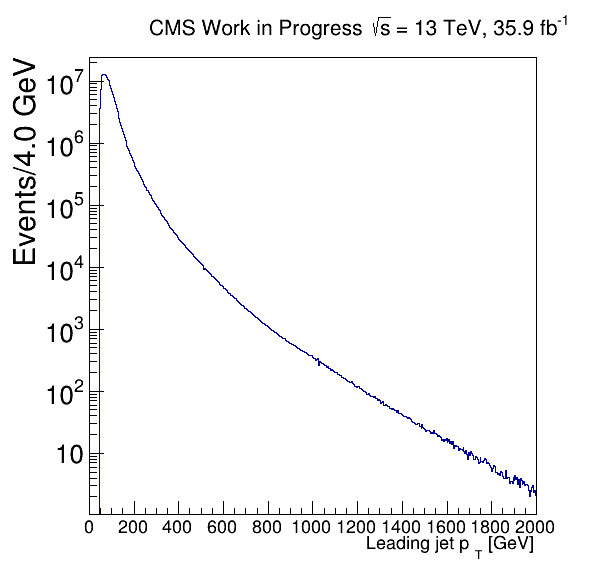 CMS Work in Progress √s = 13 TeV, 35.9 fb⁻¹
Events/4.0 GeV
10⁷
10⁶
10⁵
10⁴
10³
10²
10
0 200 400 600 800 1000 1200 1400 1600 1800 2000
Leading jet p_T [GeV]